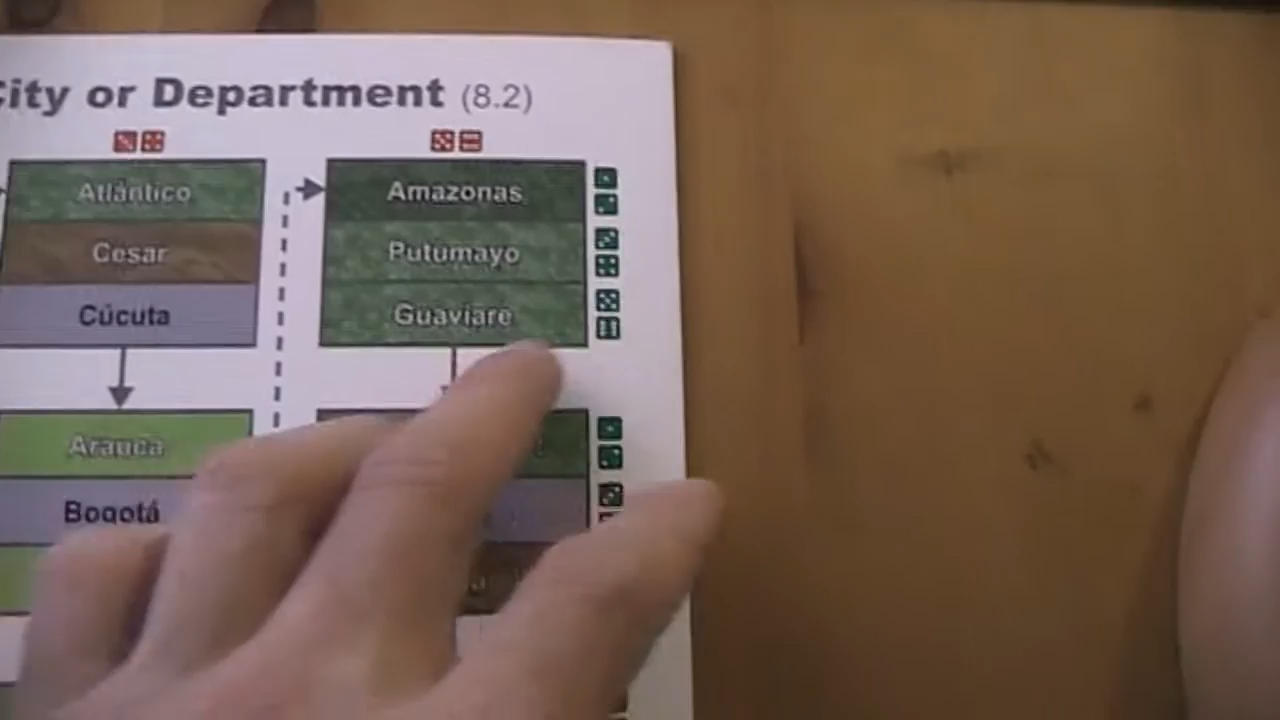 City or Department (8.2)
Atlántico
Cesar
Cúcuta
Amazonas
Putumayo
Guaviare
Arauca
Bogotá